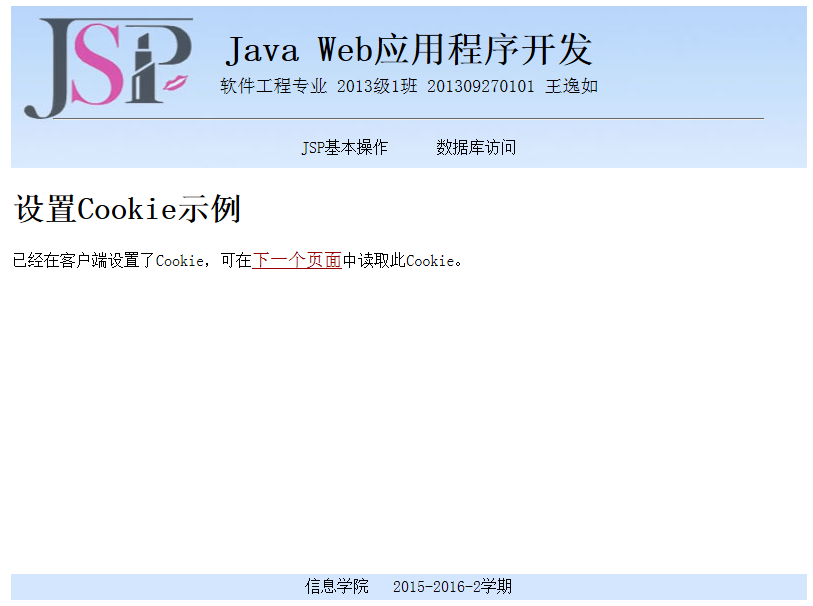 JSP
Java Web应用程序开发
软件工程专业 2013级1班 201309270101 王逸如
JSP基本操作 数据库访问
设置Cookie示例
已经在客户端设置了Cookie，可在下一个页面中读取此Cookie。
信息学院 2015-2016-2学期